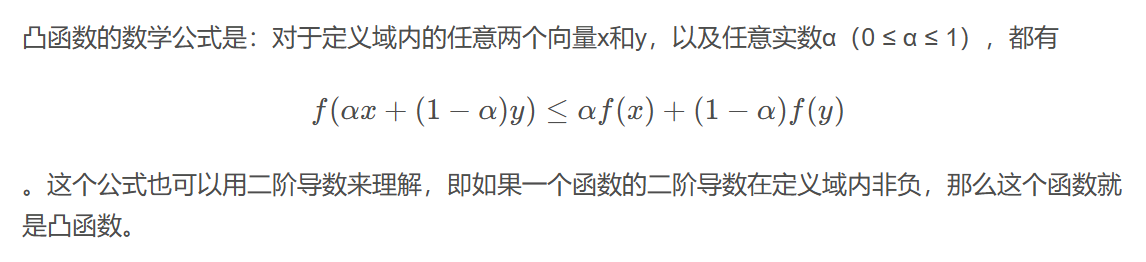 凸函数的数学公式是：对于定义域内的任意两个向量x和y，以及任意实数α（0 ≤ α ≤ 1），都有
f(αx + (1 − α)y) ≤ αf(x) + (1 − α)f(y)
。这个公式也可以用二阶导数来理解，即如果一个函数的二阶导数在定义域内非负，那么这个函数就
是凸函数。